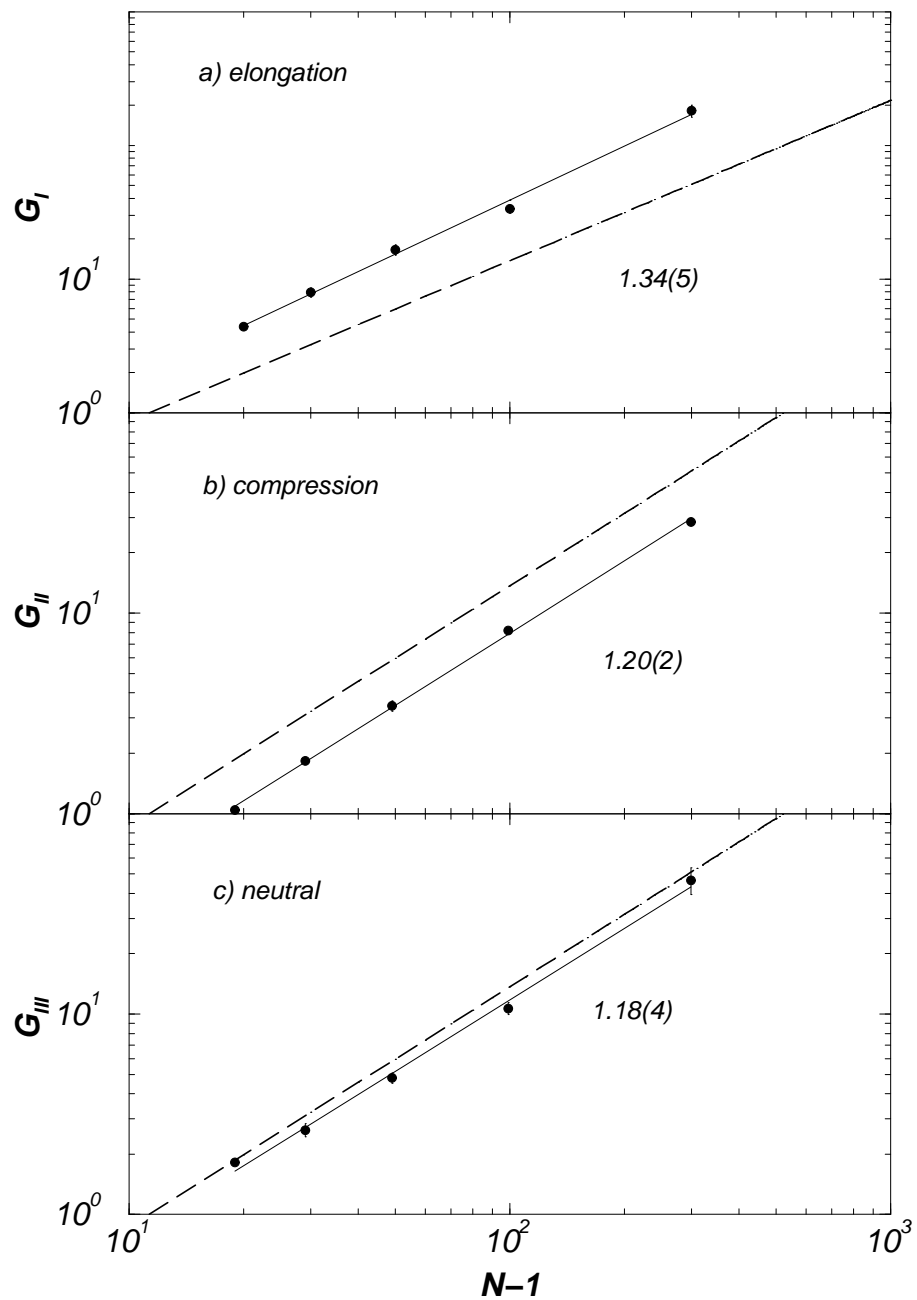 a) elongation
G_I
10^1
1.34(5)
10^0
b) compression
G_II
10^1
1.20(2)
10^0
c) neutral
G_III
10^1
1.18(4)
10^0
10^1
10^2
10^3
N–1